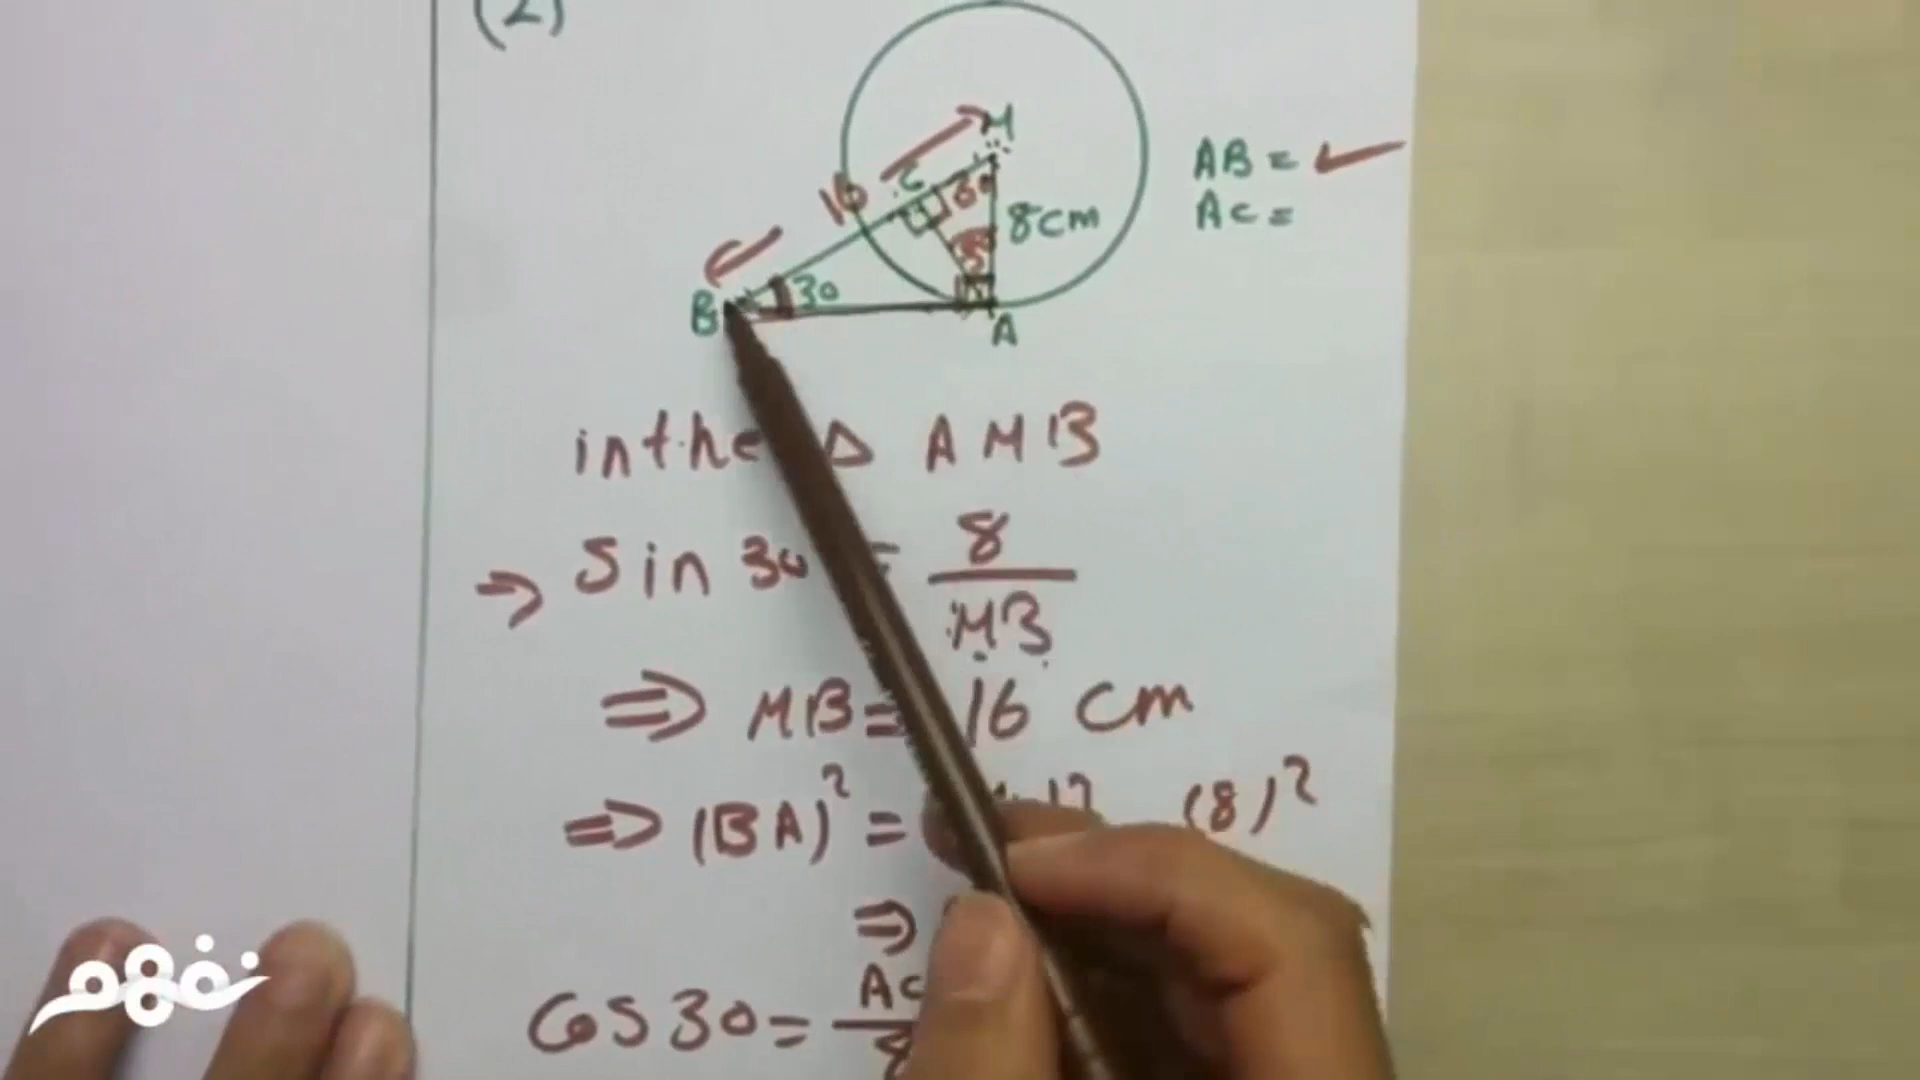 (2)
M
C
16
60
8cm
AB =
AC =
B
30
A
in the Δ AMB
⇒ Sin 30 = 8
MB
⇒ MB = 16 cm
⇒ (BA)² = (8)²
⇒
Cos 30 = AC
8
نفهم